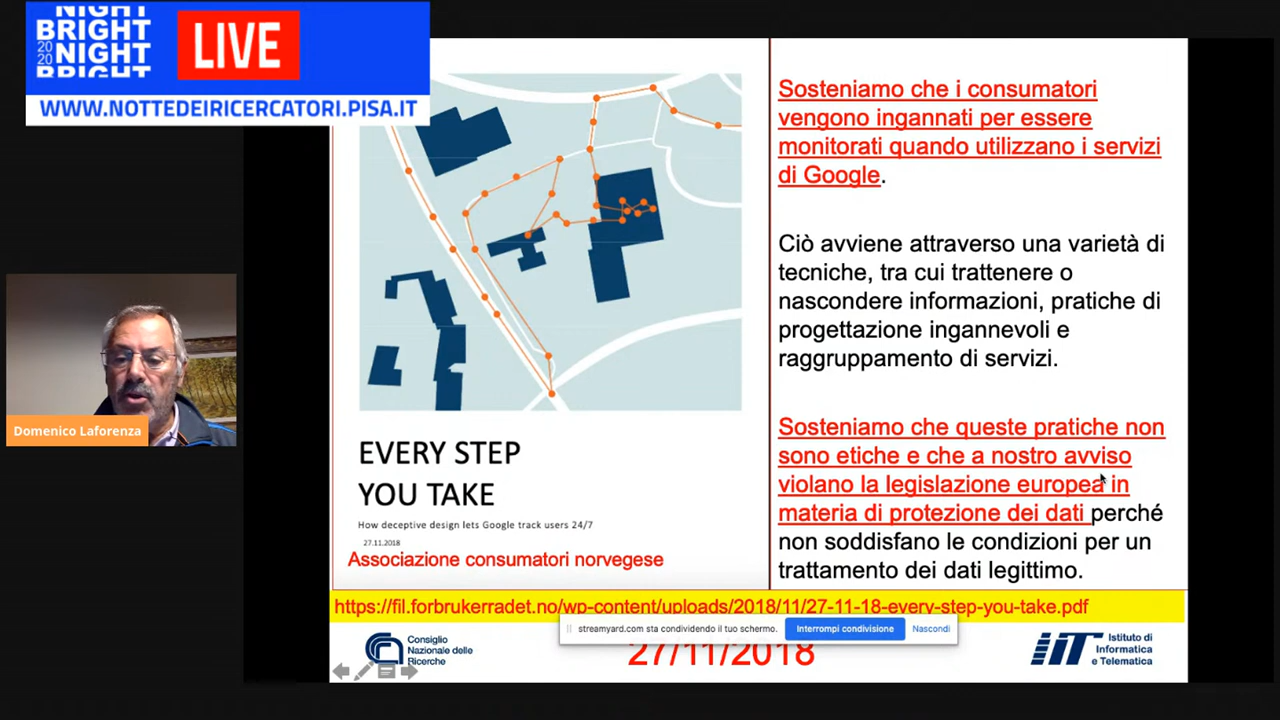 NIGHT
BRIGHT
2020
NIGHT
BRIGHT
LIVE
WWW.NOTTEDEIRICERCATORI.PISA.IT
Domenico Laforenza
EVERY STEP
YOU TAKE
How deceptive design lets Google track users 24/7
27.11.2018
Associazione consumatori norvegese
Sosteniamo che i consumatori
vengono ingannati per essere
monitorati quando utilizzano i servizi
di Google.
Ciò avviene attraverso una varietà di
tecniche, tra cui trattenere o
nascondere informazioni, pratiche di
progettazione ingannevoli e
raggruppamento di servizi.
Sosteniamo che queste pratiche non
sono etiche e che a nostro avviso
violano la legislazione europea in
materia di protezione dei dati perché
non soddisfano le condizioni per un
trattamento dei dati legittimo.
https://fil.forbrukerradet.no/wp-content/uploads/2018/11/27-11-18-every-step-you-take.pdf
streamyard.com sta condividendo il tuo schermo.
Interrompi condivisione
Nascondi
Consiglio
Nazionale delle
Ricerche
27/11/2018
IIT
Istituto di
Informatica
e Telematica